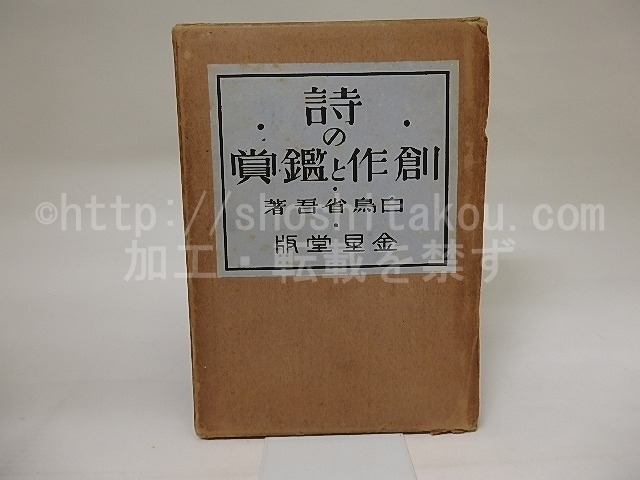 詩
の
創作と鑑賞
白鳥省吾著
金星堂版
©http://shoshitakou.com
加工・転載を禁ず